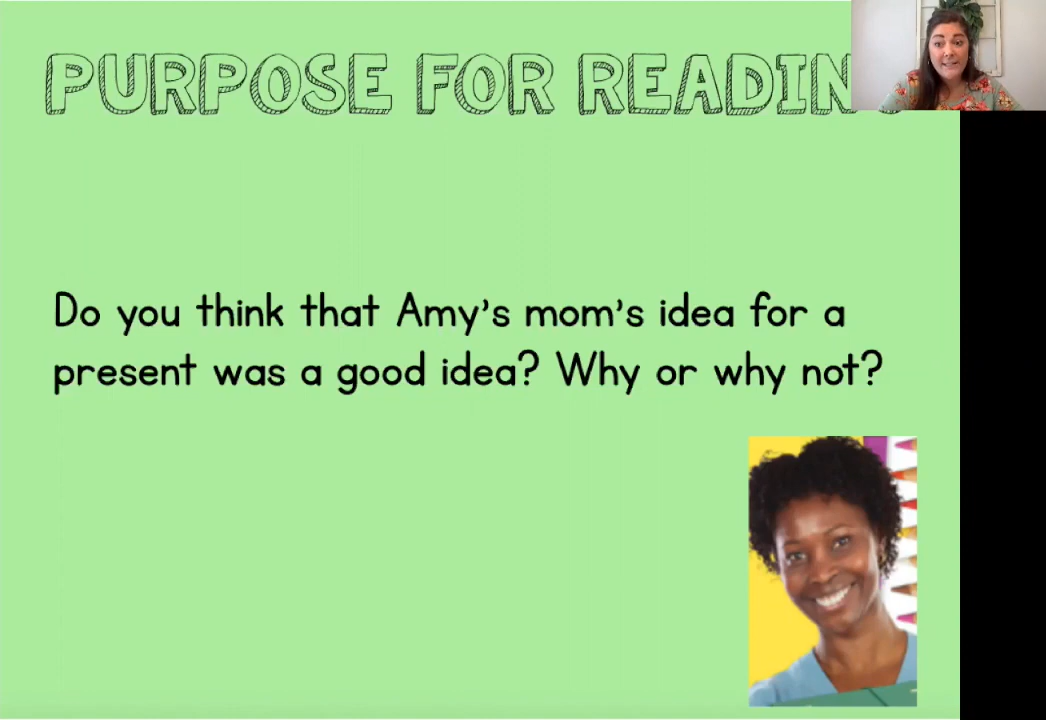 PURPOSE FOR READIN
Do you think that Amy's mom's idea for a
present was a good idea? Why or why not?